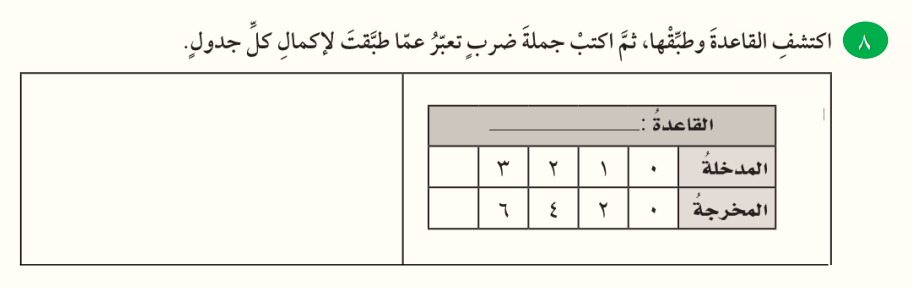 ٨ اكتشفِ القاعدةَ وطبِّقْها، ثمَّ اكتبْ جملةَ ضربٍ تعبّرُ عمّا طبَّقتَ لإكمالِ كلِّ جدولٍ.
القاعدةُ : __________
المدخلةُ ٠ ١ ٢ ٣
المخرجةُ ٠ ٢ ٤ ٦